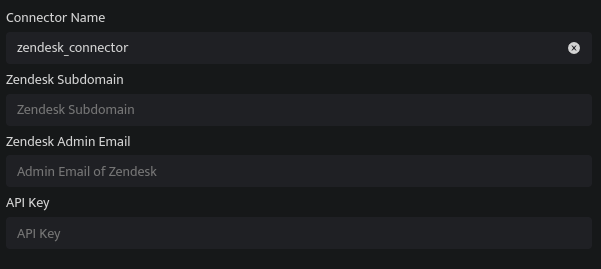 Connector Name
zendesk_connector
Zendesk Subdomain
Zendesk Subdomain
Zendesk Admin Email
Admin Email of Zendesk
API Key
API Key